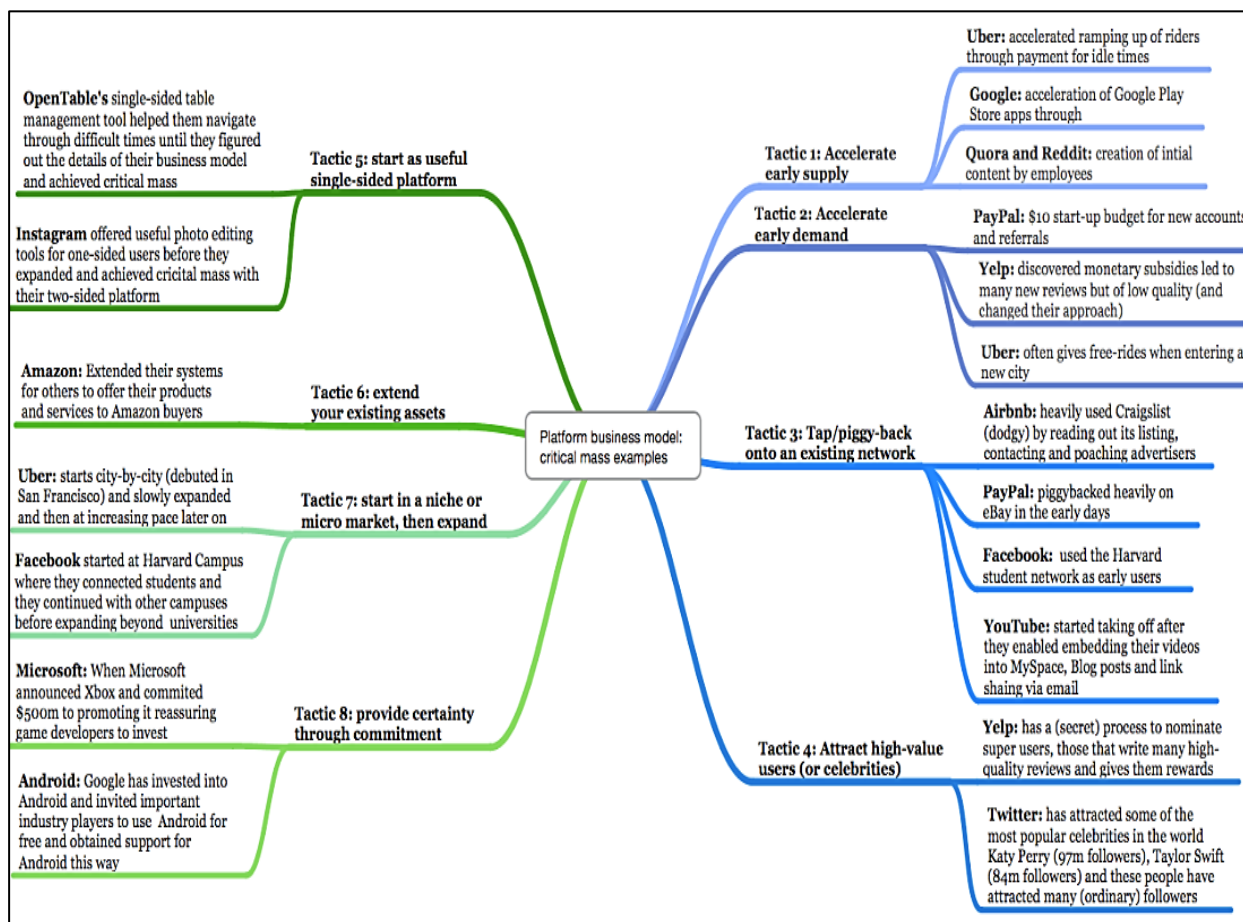 Platform business model:
critical mass examples
Tactic 1: Accelerate
early supply
Uber: accelerated ramping up of riders
through payment for idle times
Google: acceleration of Google Play
Store apps through
Quora and Reddit: creation of intial
content by employees
Tactic 2: Accelerate
early demand
PayPal: $10 start-up budget for new accounts
and referrals
Yelp: discovered monetary subsidies led to
many new reviews but of low quality (and
changed their approach)
Uber: often gives free-rides when entering a
new city
Tactic 3: Tap/piggy-back
onto an existing network
Airbnb: heavily used Craigslist
(dodgy) by reading out its listing,
contacting and poaching advertisers
PayPal: piggybacked heavily on
eBay in the early days
Facebook: used the Harvard
student network as early users
YouTube: started taking off after
they enabled embedding their videos
into MySpace, Blog posts and link
shaing via email
Tactic 4: Attract high-value
users (or celebrities)
Yelp: has a (secret) process to nominate
super users, those that write many high-
quality reviews and gives them rewards
Twitter: has attracted some of the
most popular celebrities in the world
Katy Perry (97m followers), Taylor Swift
(84m followers) and these people have
attracted many (ordinary) followers
Tactic 5: start as useful
single-sided platform
OpenTable's single-sided table
management tool helped them navigate
through difficult times until they figured
out the details of their business model
and achieved critical mass
Instagram offered useful photo editing
tools for one-sided users before they
expanded and achieved cricital mass with
their two-sided platform
Tactic 6: extend
your existing assets
Amazon: Extended their systems
for others to offer their products
and services to Amazon buyers
Tactic 7: start in a niche or
micro market, then expand
Uber: starts city-by-city (debuted in
San Francisco) and slowly expanded
and then at increasing pace later on
Facebook started at Harvard Campus
where they connected students and
they continued with other campuses
before expanding beyond universities
Tactic 8: provide certainty
through commitment
Microsoft: When Microsoft
announced Xbox and commited
$500m to promoting it reassuring
game developers to invest
Android: Google has invested into
Android and invited important
industry players to use Android for
free and obtained support for
Android this way